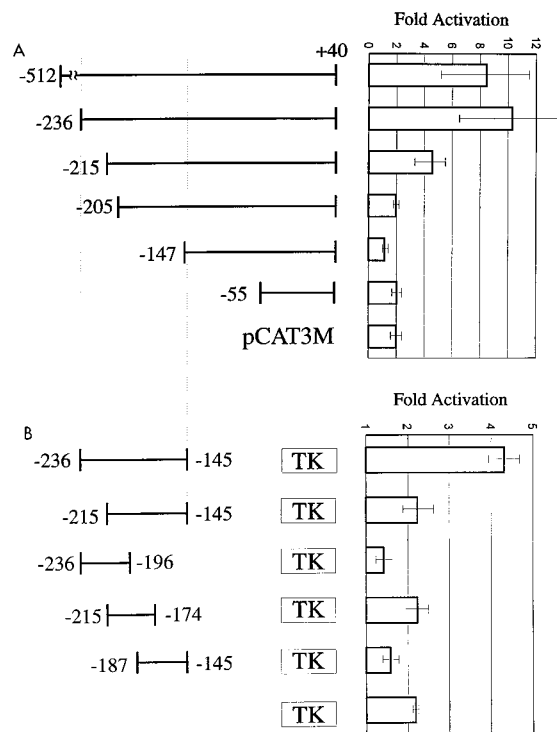 Fold Activation
A
+40
0 2 4 6 8 10 12
-512
-236
-215
-205
-147
-55
pCAT3M
Fold Activation
B
1 2 3 4 5
-236 -145 TK
-215 -145 TK
-236 -196 TK
-215 -174 TK
-187 -145 TK
TK